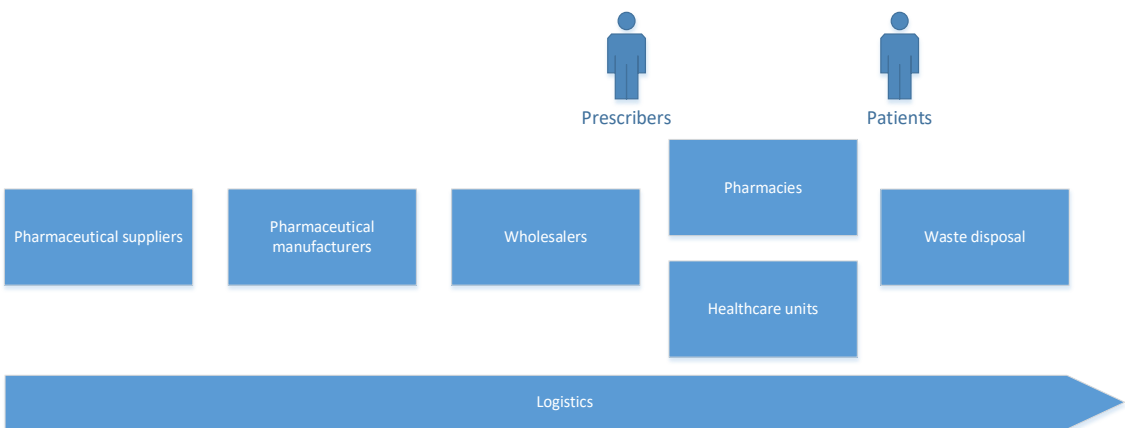 Prescribers
Patients
Pharmaceutical suppliers
Pharmaceutical
manufacturers
Wholesalers
Pharmacies
Healthcare units
Waste disposal
Logistics